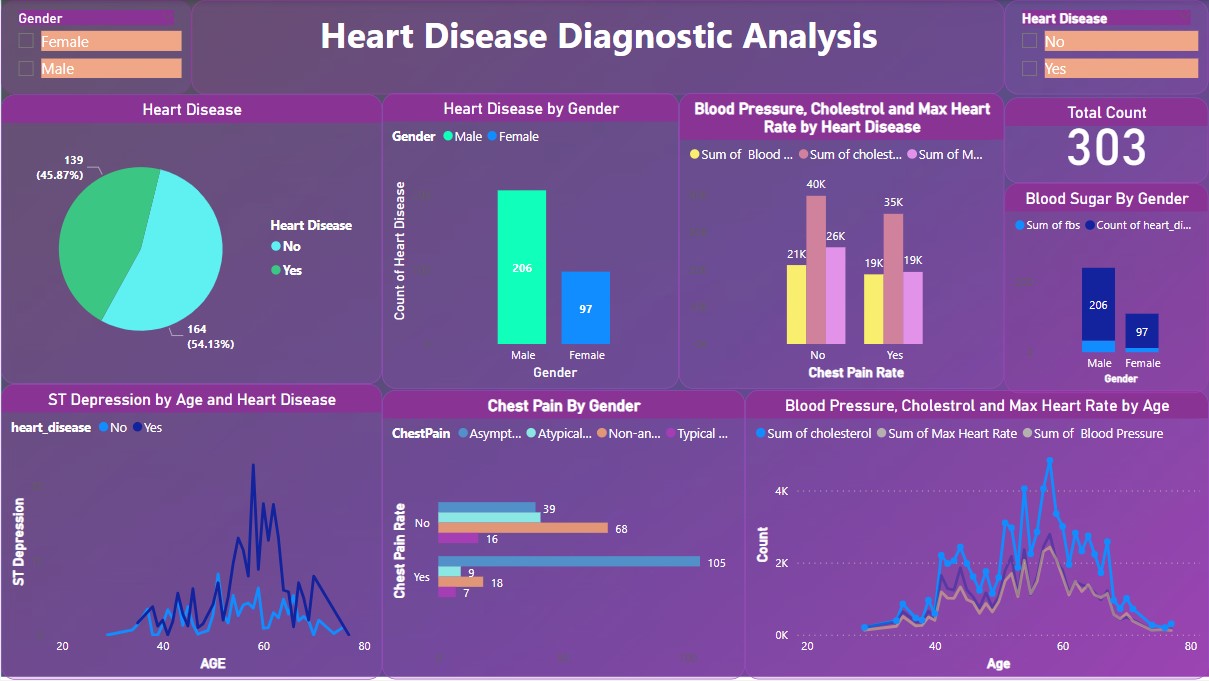 Gender
Female
Male
Heart Disease Diagnostic Analysis
Heart Disease
No
Yes
Heart Disease
139
(45.87%)
Heart Disease
No
Yes
164
(54.13%)
Heart Disease by Gender
Gender Male Female
Count of Heart Disease
206
97
Male Female
Gender
Blood Pressure, Cholestrol and Max Heart
Rate by Heart Disease
Sum of Blood ... Sum of cholest... Sum of M...
40K
35K
26K
21K
19K
19K
No Yes
Chest Pain Rate
Total Count
303
Blood Sugar By Gender
Sum of fbs Count of heart_di...
206
97
Male Female
Gender
ST Depression by Age and Heart Disease
heart_disease No Yes
ST Depression
20 40 60 80
AGE
Chest Pain By Gender
ChestPain Asympt... Atypical... Non-an... Typical ...
Chest Pain Rate
No
39
68
16
Yes
105
9
18
7
Blood Pressure, Cholestrol and Max Heart Rate by Age
Sum of cholesterol Sum of Max Heart Rate Sum of Blood Pressure
Count
4K
2K
0K
20 40 60 80
Age